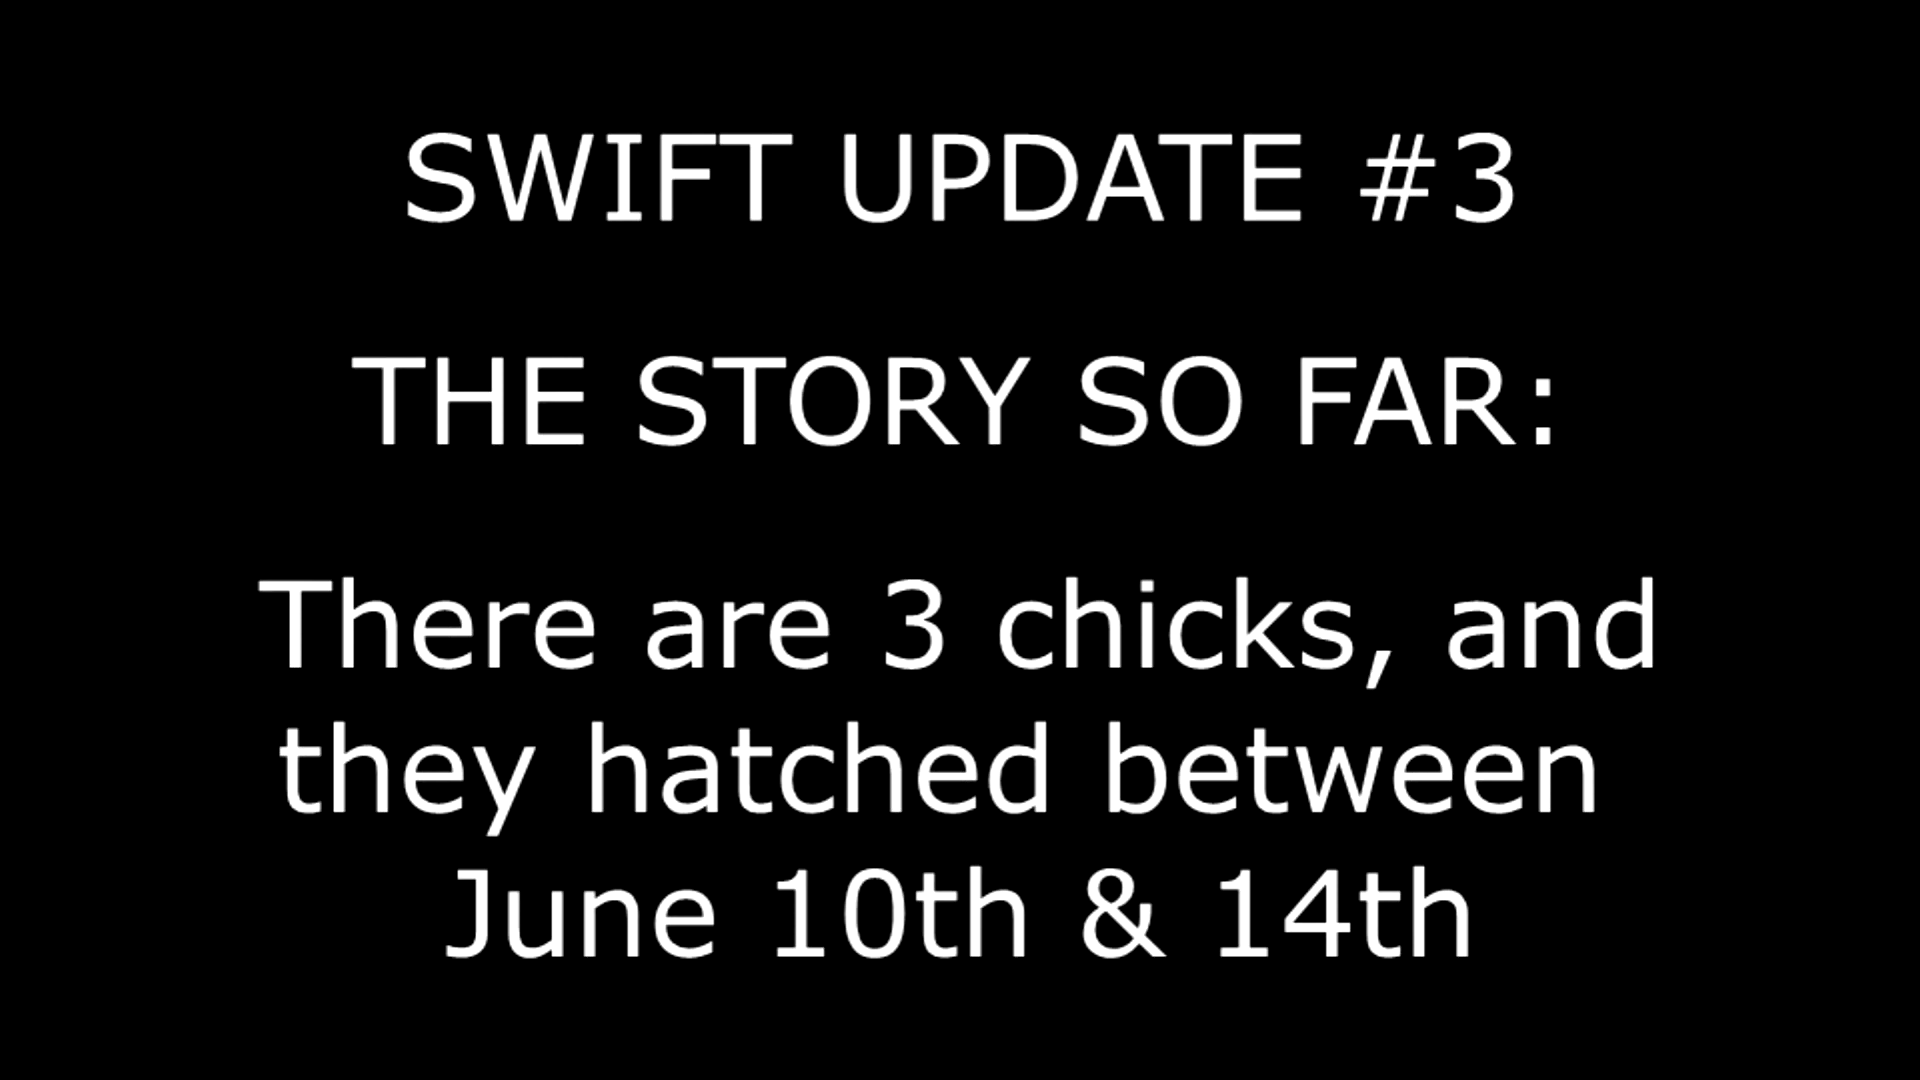 SWIFT UPDATE #3
THE STORY SO FAR:
There are 3 chicks, and
they hatched between
June 10th & 14th